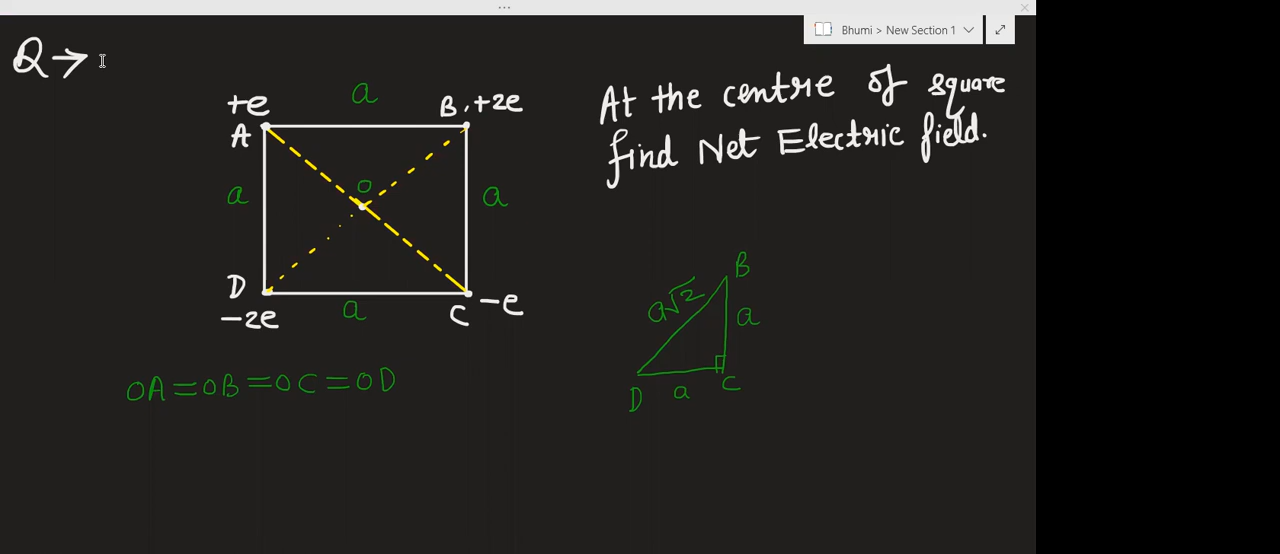 Bhumi > New Section 1
Q →
At the centre of square
find Net Electric field.
a
+e
B +2e
A
O
a
a
D
-2e
a
C
-e
B
a√2
a
D
a
C
OA = OB = OC = OD